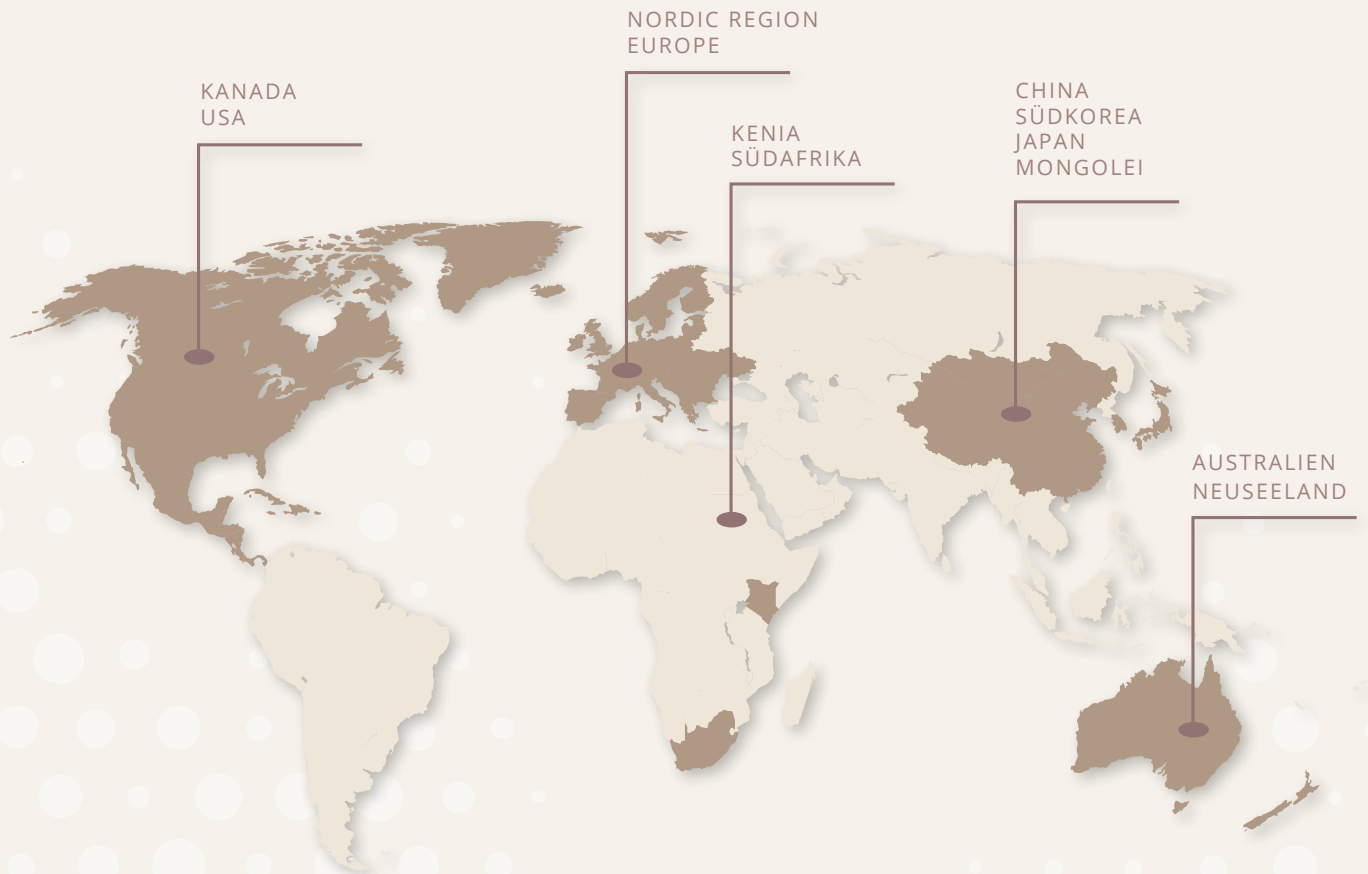 NORDIC REGION
EUROPE
KANADA
USA
KENIA
SÜDAFRIKA
CHINA
SÜDKOREA
JAPAN
MONGOLEI
AUSTRALIEN
NEUSEELAND